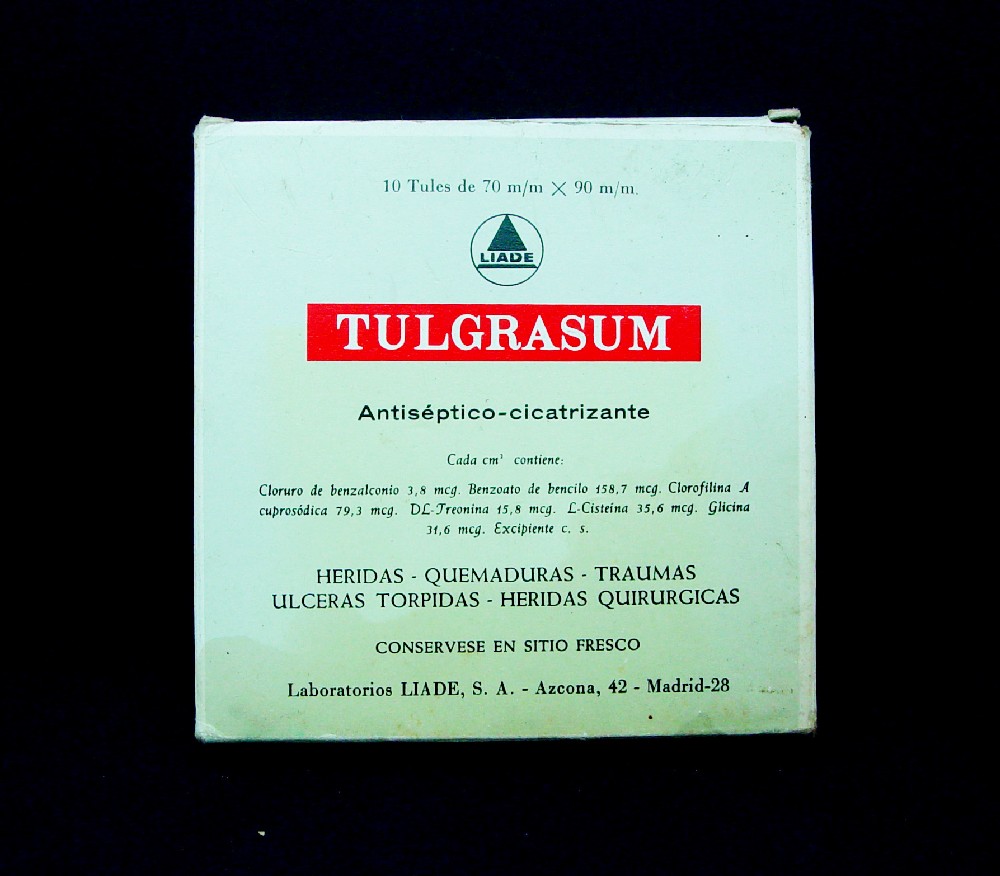 10 Tules de 70 m/m X 90 m/m.
LIADE
TULGRASUM
Antiséptico-cicatrizante
Cada cm³ contiene:
Cloruro de benzalconio 3,8 mcg. Benzoato de bencilo 158,7 mcg. Clorofilina A
cuprosódica 79,3 mcg. DL-Treonina 15,8 mcg. L-Cisteína 35,6 mcg. Glicina
31,6 mcg. Excipiente c. s.
HERIDAS - QUEMADURAS - TRAUMAS
ULCERAS TORPIDAS - HERIDAS QUIRURGICAS
CONSERVESE EN SITIO FRESCO
Laboratorios LIADE, S. A. - Azcona, 42 - Madrid-28